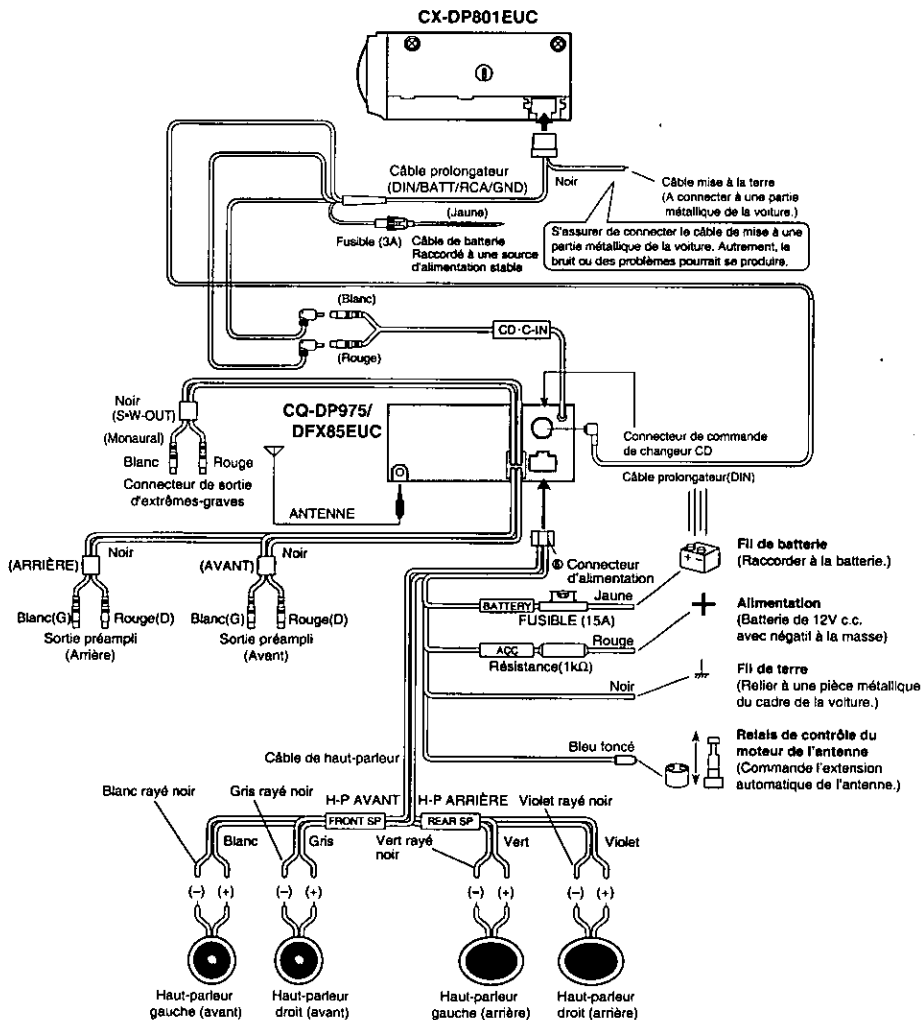 CX-DP801EUC
Câble prolongateur
(DIN/BATT/RCA/GND)
Noir
Câble mise à la terre
(A connecter à une partie
métallique de la voiture.)
(Jaune)
Fusible (3A)
Câble de batterie
Raccordé à une source
d'alimentation stable
S'assurer de connecter le câble de mise à une
partie métallique de la voiture. Autrement, le
bruit ou des problèmes pourrait se produire.
(Blanc)
CD·C-IN
(Rouge)
Noir
(S•W-OUT)
(Monaural)
Blanc
Rouge
Connecteur de sortie
d'extrêmes-graves
CQ-DP975/
DFX85EUC
Connecteur de commande
de changeur CD
Câble prolongateur(DIN)
ANTENNE
(ARRIÈRE)
Noir
(AVANT)
Noir
Blanc(G)
Rouge(D)
Blanc(G)
Rouge(D)
Sortie préampli
(Arrière)
Sortie préampli
(Avant)
Connecteur
d'alimentation
Jaune
BATTERY
FUSIBLE (15A)
Fil de batterie
(Raccorder à la batterie.)
Rouge
ACC
Résistance(1kΩ)
Alimentation
(Batterie de 12V c.c.
avec négatif à la masse)
Noir
Fil de terre
(Relier à une pièce métallique
du cadre de la voiture.)
Bleu foncé
Relais de contrôle du
moteur de l'antenne
(Commande l'extension
automatique de l'antenne.)
Câble de haut-parleur
Blanc rayé noir
Gris rayé noir
H-P AVANT
H-P ARRIÈRE
Violet rayé noir
FRONT SP
REAR SP
Blanc
Gris
Vert rayé
noir
Vert
Violet
(–) (+)
(–) (+)
(–) (+)
(–) (+)
Haut-parleur
gauche (avant)
Haut-parleur
droit (avant)
Haut-parleur
gauche (arrière)
Haut-parleur
droit (arrière)